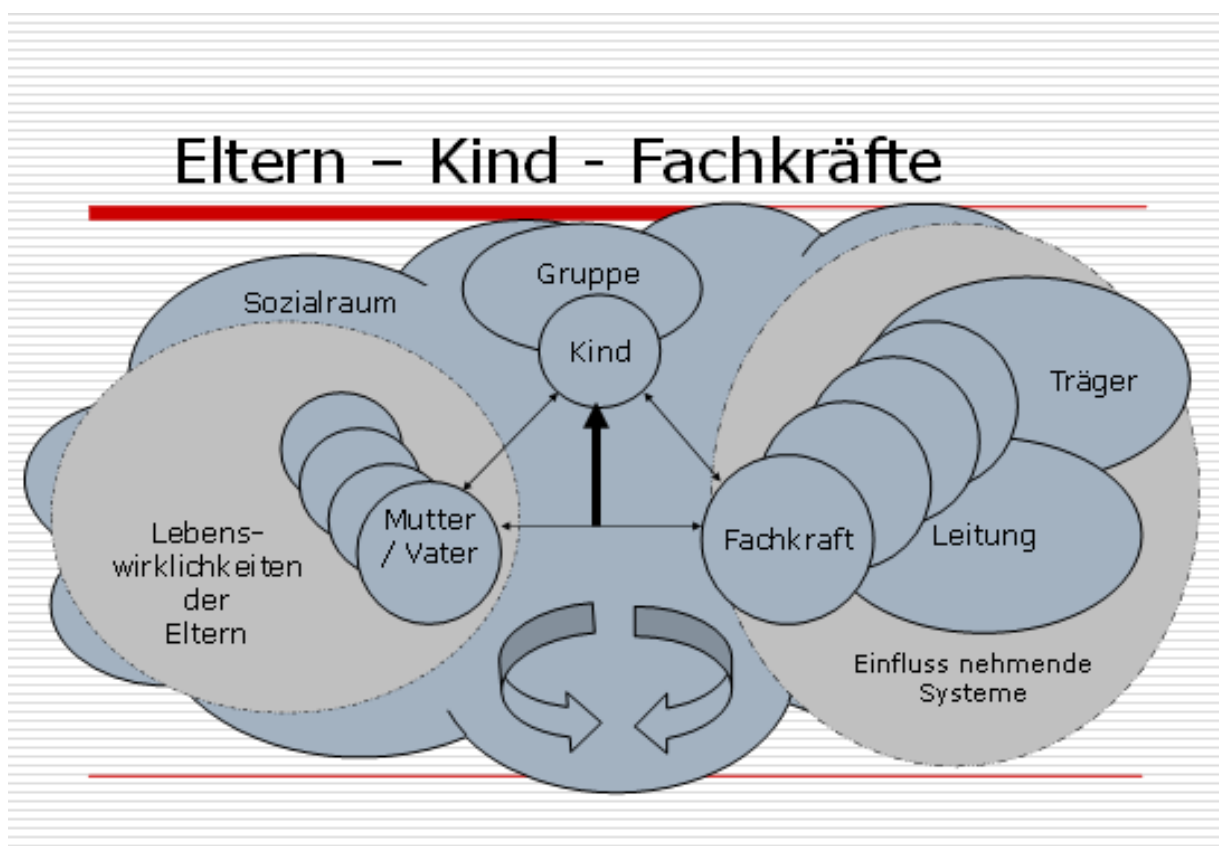 Eltern – Kind - Fachkräfte
Gruppe
Sozialraum
Kind
Träger
Mutter
/ Vater
Lebens-
wirklichkeiten
der
Eltern
Fachkraft
Leitung
Einfluss nehmende
Systeme